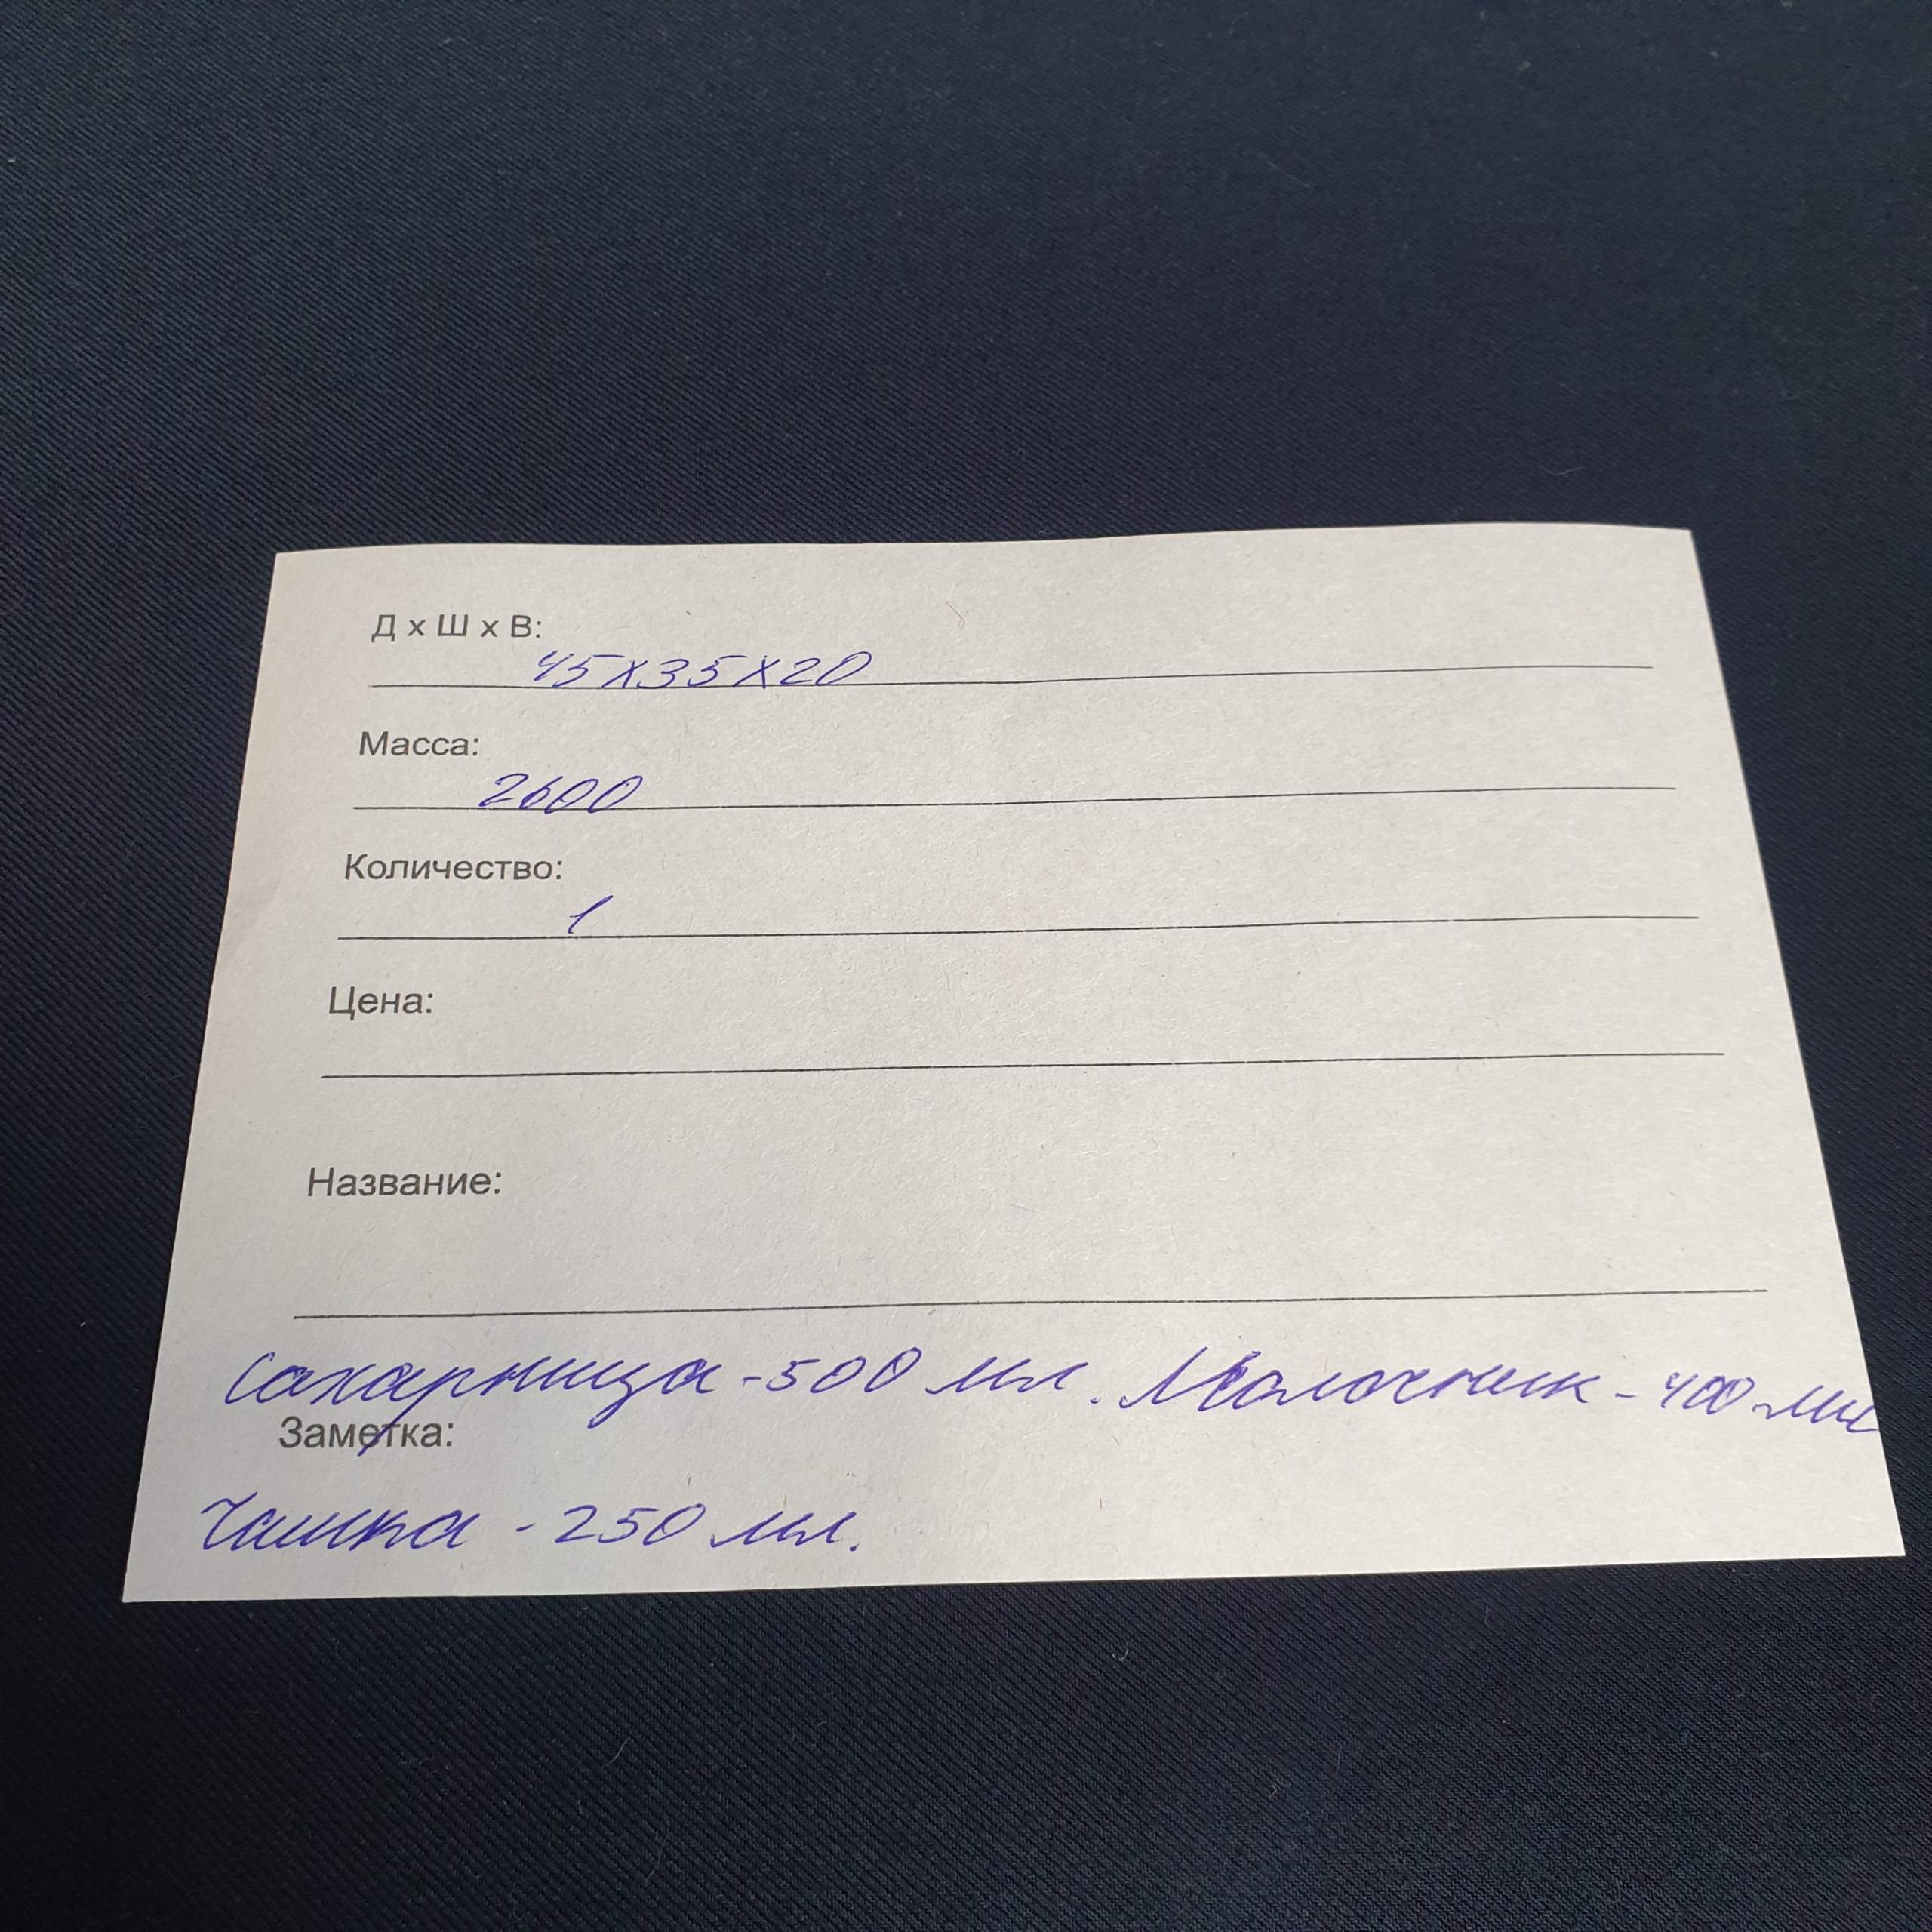 Д х Ш х В:
45х35х20
Масса:
2600
Количество:
1
Цена:
Название:
Сахарница - 500 мл. Молочник - 400 мл
Заметка:
Чашка - 250 мл.